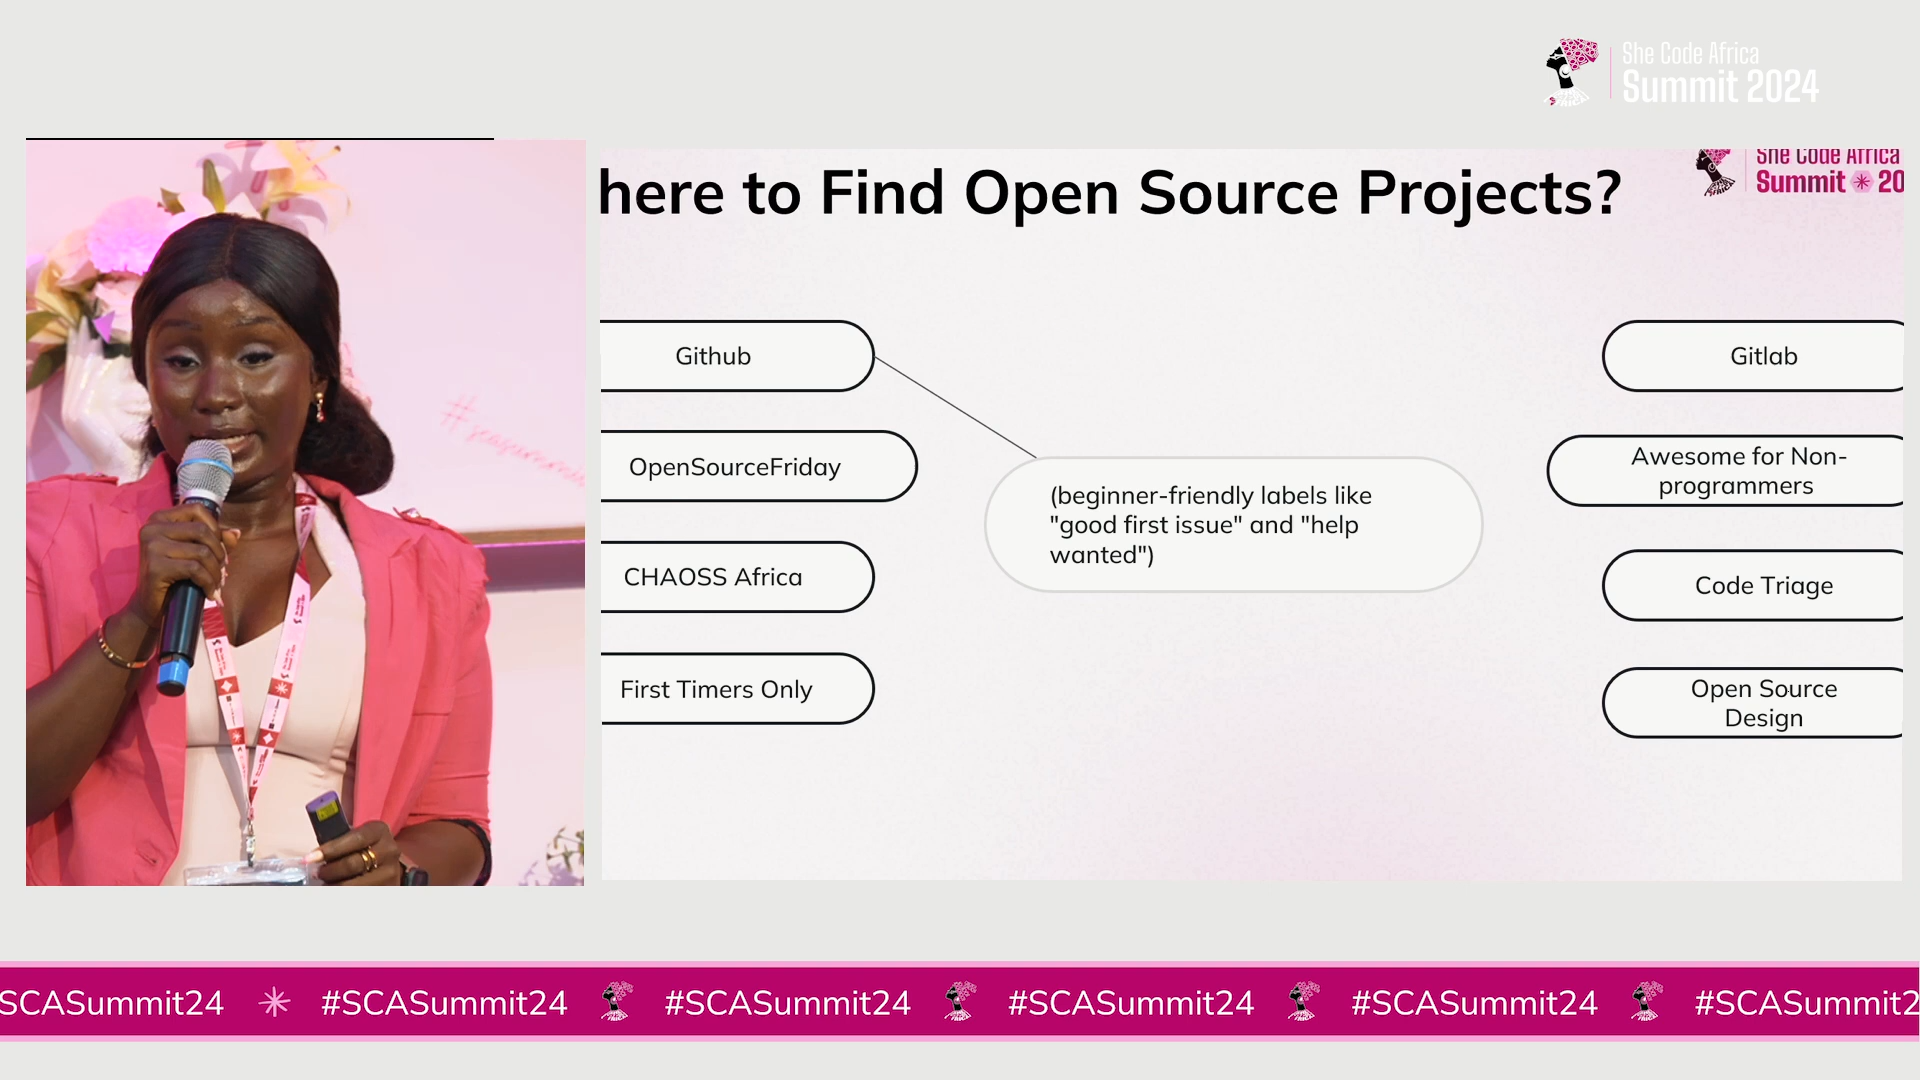 She Code Africa
Summit 2024
here to Find Open Source Projects?
She Code Africa
Summit 20
Github
OpenSourceFriday
CHAOSS Africa
First Timers Only
(beginner-friendly labels like
"good first issue" and "help
wanted")
Gitlab
Awesome for Non-
programmers
Code Triage
Open Source
Design
SCASummit24 #SCASummit24 #SCASummit24 #SCASummit24 #SCASummit24 #SCASummit2